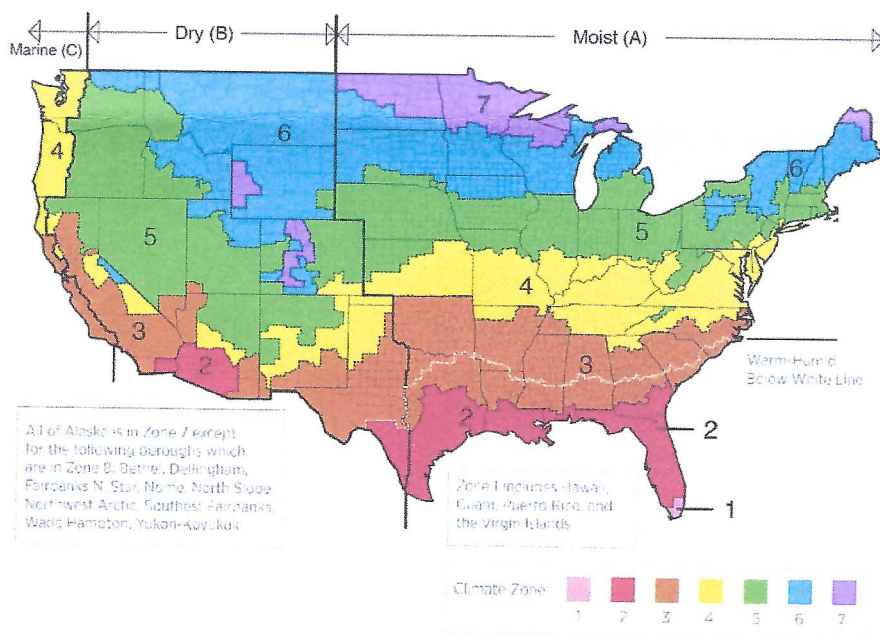 Marine (C)
Dry (B)
Moist (A)
7
6
6
4
5
5
4
3
3
2
2
Warm-Humid
Below White Line
2
1
All of Alaska is in Zone 7 except
for the following boroughs which
are in Zone 8: Bethel, Dellingham,
Fairbanks N. Star, Nome, North Slope
Northwest Arctic, Southest Fairbanks,
Wade Hampton, Yukon-Koyukuk
Zone 1 includes Hawaii,
Guam, Puerto Rico, and
the Virgin Islands
Climate Zone
1 2 3 4 5 6 7